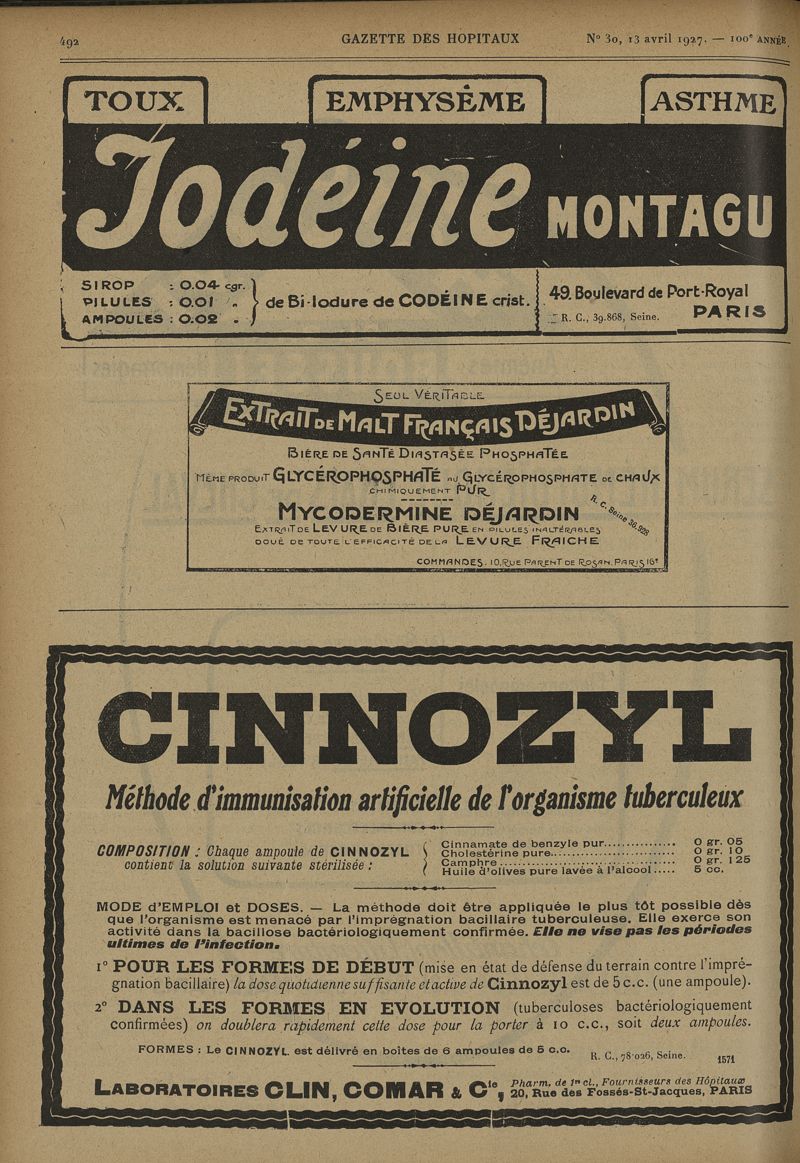 492
GAZETTE DES HOPITAUX
N° 30, 13 avril 1927. — 100e ANNÉE
TOUX
EMPHYSÈME
ASTHME
Iodéine MONTAGU
SIROP : 0.04 cgr.
PILULES : 0.01 „
AMPOULES : 0.02 „
de Bi-Iodure de CODÉINE crist.
49. Boulevard de Port-Royal
R. C., 39.868, Seine. PARIS
SEUL VÉRITABLE
EXTRAIT DE MALT FRANÇAIS DÉJARDIN
BIÈRE DE SANTÉ DIASTASÉE PHOSPHATÉE
MÊME PRODUIT GLYCÉROPHOSPHATÉ AU GLYCÉROPHOSPHATE DE CHAUX
CHIMIQUEMENT PUR
MYCODERMINE DÉJARDIN
R. C. Seine 36.928
EXTRAIT DE LEVURE DE BIÈRE PURE EN PILULES INALTÉRABLES
DOUÉ DE TOUTE L'EFFICACITÉ DE LA LEVURE FRAICHE
COMMANDES. 10, RUE PARENT DE ROSAN, PARIS 16e
CINNOZYL
Méthode d'immunisation artificielle de l'organisme tuberculeux
COMPOSITION : Chaque ampoule de CINNOZYL
contient la solution suivante stérilisée :
Cinnamate de benzyle pur................ 0 gr. 05
Cholestérine pure............................ 0 gr. 10
Camphre........................................ 0 gr. 125
Huile d'olives pure lavée à l'alcool..... 5 cc.
MODE d'EMPLOI et DOSES. — La méthode doit être appliquée le plus tôt possible dès
que l'organisme est menacé par l'imprégnation bacillaire tuberculeuse. Elle exerce son
activité dans la bacillose bactériologiquement confirmée. Elle ne vise pas les périodes
ultimes de l'infection.
1° POUR LES FORMES DE DÉBUT (mise en état de défense du terrain contre l'impré-
gnation bacillaire) la dose quotidienne suffisante et active de Cinnozyl est de 5 c.c. (une ampoule).
2° DANS LES FORMES EN EVOLUTION (tuberculoses bactériologiquement
confirmées) on doublera rapidement cette dose pour la porter à 10 c.c., soit deux ampoules.
FORMES : Le CINNOZYL est délivré en boîtes de 6 ampoules de 5 c.c.
R. C., 78-026, Seine.
1571
LABORATOIRES CLIN, COMAR & Cie, Pharm. de 1re cl., Fournisseurs des Hôpitaux
20, Rue des Fossés-St-Jacques, PARIS